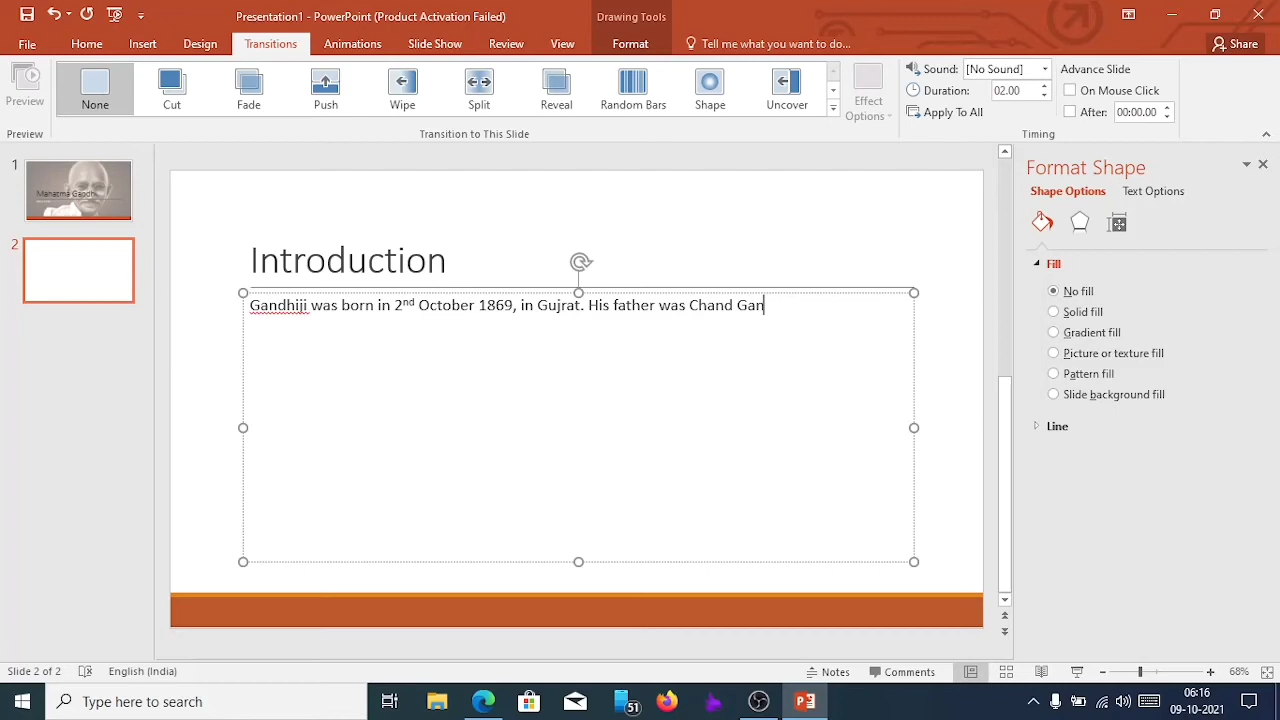 Presentation1 - PowerPoint (Product Activation Failed)
Drawing Tools
File Home Insert Design Transitions Animations Slide Show Review View Format Tell me what you want to do... Share
Preview
None Cut Fade Push Wipe Split Reveal Random Bars Shape Uncover
Effect Options
Sound: [No Sound]
Duration: 02.00
Apply To All
Advance Slide
On Mouse Click
After: 00:00.00
Preview
Transition to This Slide
Timing
1
Mahatma Gandhi
2
Introduction
Gandhiji was born in 2nd October 1869, in Gujrat. His father was Chand Gan
Format Shape
Shape Options Text Options
Fill
No fill
Solid fill
Gradient fill
Picture or texture fill
Pattern fill
Slide background fill
Line
Slide 2 of 2 English (India) Notes Comments 68%
Type here to search
51
06:16
09-10-2021